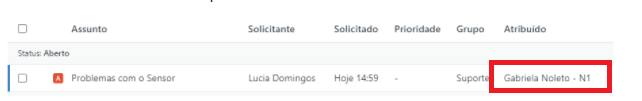 Assunto Solicitante Solicitado Prioridade Grupo Atribuído
Status: Aberto
A Problemas com o Sensor Lucia Domingos Hoje 14:59 - Suporte Gabriela Noleto - N1